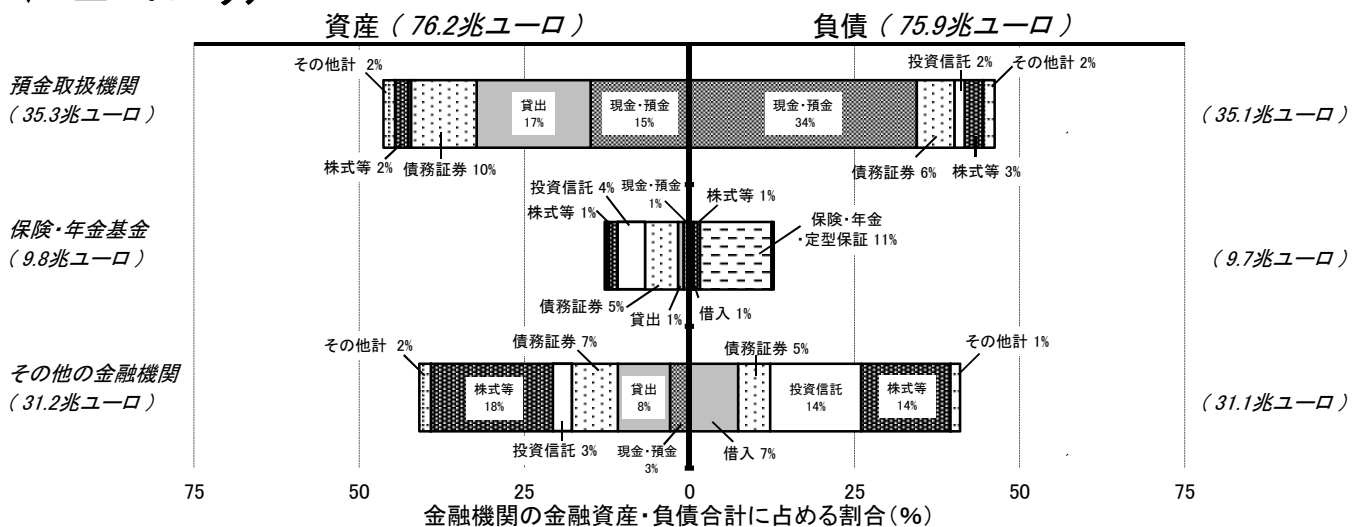 資産（ 76.2兆ユーロ ）
負債（ 75.9兆ユーロ ）
預金取扱機関
（ 35.3兆ユーロ ）
その他計 2%
株式等 2%
債務証券 10%
貸出
17%
現金・預金
15%
現金・預金
34%
債務証券 6%
投資信託 2%
株式等 3%
その他計 2%
（ 35.1兆ユーロ ）
保険・年金基金
（ 9.8兆ユーロ ）
株式等 1%
投資信託 4%
債務証券 5%
貸出 1%
現金・預金
1%
借入 1%
株式等 1%
保険・年金
・定型保証 11%
（ 9.7兆ユーロ ）
その他の金融機関
（ 31.2兆ユーロ ）
その他計 2%
株式等
18%
投資信託 3%
債務証券 7%
貸出
8%
現金・預金
3%
借入 7%
債務証券 5%
投資信託
14%
株式等
14%
その他計 1%
（ 31.1兆ユーロ ）
75 50 25 0 25 50 75
金融機関の金融資産・負債合計に占める割合（%）